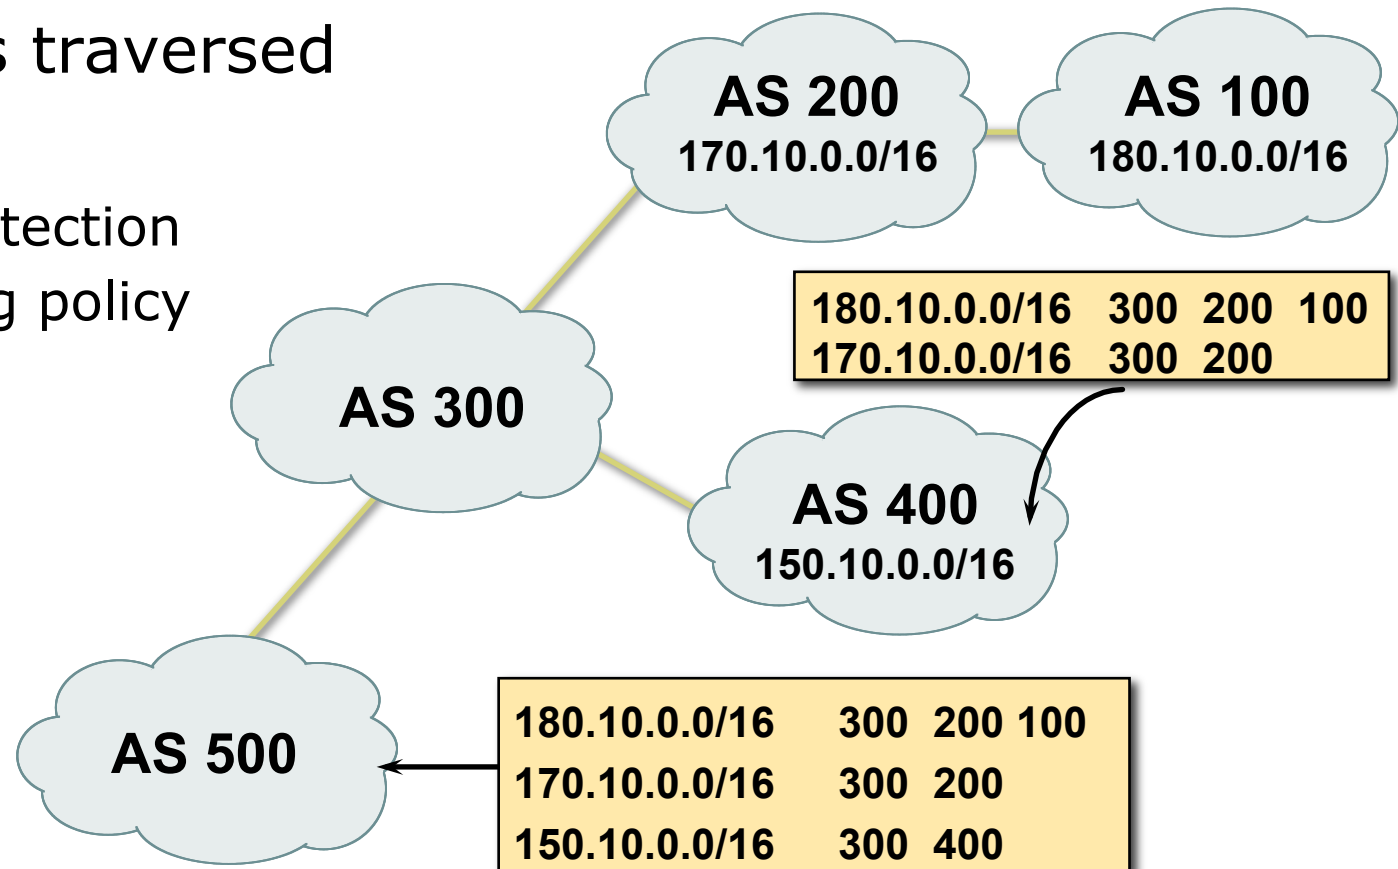 s traversed
tection
g policy
AS 200
170.10.0.0/16
AS 100
180.10.0.0/16
180.10.0.0/16 300 200 100
170.10.0.0/16 300 200
AS 300
AS 400
150.10.0.0/16
AS 500
180.10.0.0/16 300 200 100
170.10.0.0/16 300 200
150.10.0.0/16 300 400